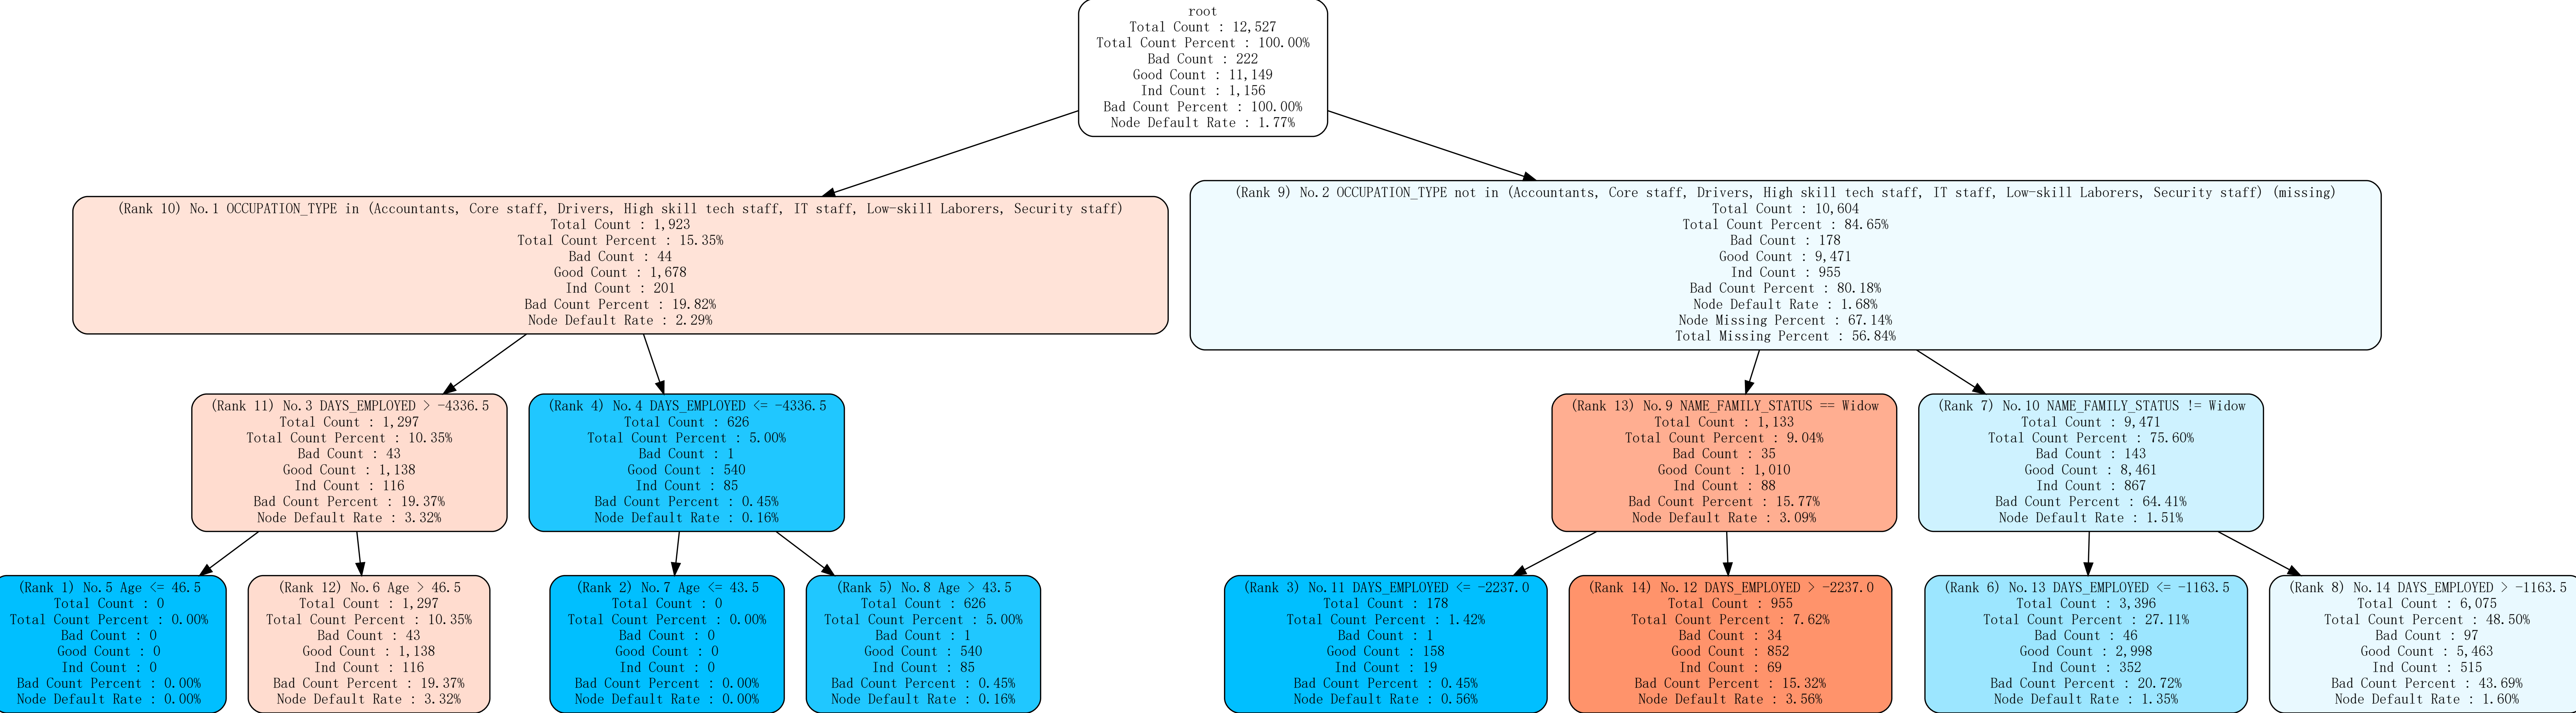 root
Total Count : 12,527
Total Count Percent : 100.00%
Bad Count : 222
Good Count : 11,149
Ind Count : 1,156
Bad Count Percent : 100.00%
Node Default Rate : 1.77%
(Rank 10) No.1 OCCUPATION_TYPE in (Accountants, Core staff, Drivers, High skill tech staff, IT staff, Low-skill Laborers, Security staff)
Total Count : 1,923
Total Count Percent : 15.35%
Bad Count : 44
Good Count : 1,678
Ind Count : 201
Bad Count Percent : 19.82%
Node Default Rate : 2.29%
(Rank 9) No.2 OCCUPATION_TYPE not in (Accountants, Core staff, Drivers, High skill tech staff, IT staff, Low-skill Laborers, Security staff) (missing)
Total Count : 10,604
Total Count Percent : 84.65%
Bad Count : 178
Good Count : 9,471
Ind Count : 955
Bad Count Percent : 80.18%
Node Default Rate : 1.68%
Node Missing Percent : 67.14%
Total Missing Percent : 56.84%
(Rank 11) No.3 DAYS_EMPLOYED > -4336.5
Total Count : 1,297
Total Count Percent : 10.35%
Bad Count : 43
Good Count : 1,138
Ind Count : 116
Bad Count Percent : 19.37%
Node Default Rate : 3.32%
(Rank 4) No.4 DAYS_EMPLOYED <= -4336.5
Total Count : 626
Total Count Percent : 5.00%
Bad Count : 1
Good Count : 540
Ind Count : 85
Bad Count Percent : 0.45%
Node Default Rate : 0.16%
(Rank 13) No.9 NAME_FAMILY_STATUS == Widow
Total Count : 1,133
Total Count Percent : 9.04%
Bad Count : 35
Good Count : 1,010
Ind Count : 88
Bad Count Percent : 15.77%
Node Default Rate : 3.09%
(Rank 7) No.10 NAME_FAMILY_STATUS != Widow
Total Count : 9,471
Total Count Percent : 75.60%
Bad Count : 143
Good Count : 8,461
Ind Count : 867
Bad Count Percent : 64.41%
Node Default Rate : 1.51%
(Rank 1) No.5 Age <= 46.5
Total Count : 0
Total Count Percent : 0.00%
Bad Count : 0
Good Count : 0
Ind Count : 0
Bad Count Percent : 0.00%
Node Default Rate : 0.00%
(Rank 12) No.6 Age > 46.5
Total Count : 1,297
Total Count Percent : 10.35%
Bad Count : 43
Good Count : 1,138
Ind Count : 116
Bad Count Percent : 19.37%
Node Default Rate : 3.32%
(Rank 2) No.7 Age <= 43.5
Total Count : 0
Total Count Percent : 0.00%
Bad Count : 0
Good Count : 0
Ind Count : 0
Bad Count Percent : 0.00%
Node Default Rate : 0.00%
(Rank 5) No.8 Age > 43.5
Total Count : 626
Total Count Percent : 5.00%
Bad Count : 1
Good Count : 540
Ind Count : 85
Bad Count Percent : 0.45%
Node Default Rate : 0.16%
(Rank 3) No.11 DAYS_EMPLOYED <= -2237.0
Total Count : 178
Total Count Percent : 1.42%
Bad Count : 1
Good Count : 158
Ind Count : 19
Bad Count Percent : 0.45%
Node Default Rate : 0.56%
(Rank 14) No.12 DAYS_EMPLOYED > -2237.0
Total Count : 955
Total Count Percent : 7.62%
Bad Count : 34
Good Count : 852
Ind Count : 69
Bad Count Percent : 15.32%
Node Default Rate : 3.56%
(Rank 6) No.13 DAYS_EMPLOYED <= -1163.5
Total Count : 3,396
Total Count Percent : 27.11%
Bad Count : 46
Good Count : 2,998
Ind Count : 352
Bad Count Percent : 20.72%
Node Default Rate : 1.35%
(Rank 8) No.14 DAYS_EMPLOYED > -1163.5
Total Count : 6,075
Total Count Percent : 48.50%
Bad Count : 97
Good Count : 5,463
Ind Count : 515
Bad Count Percent : 43.69%
Node Default Rate : 1.60%